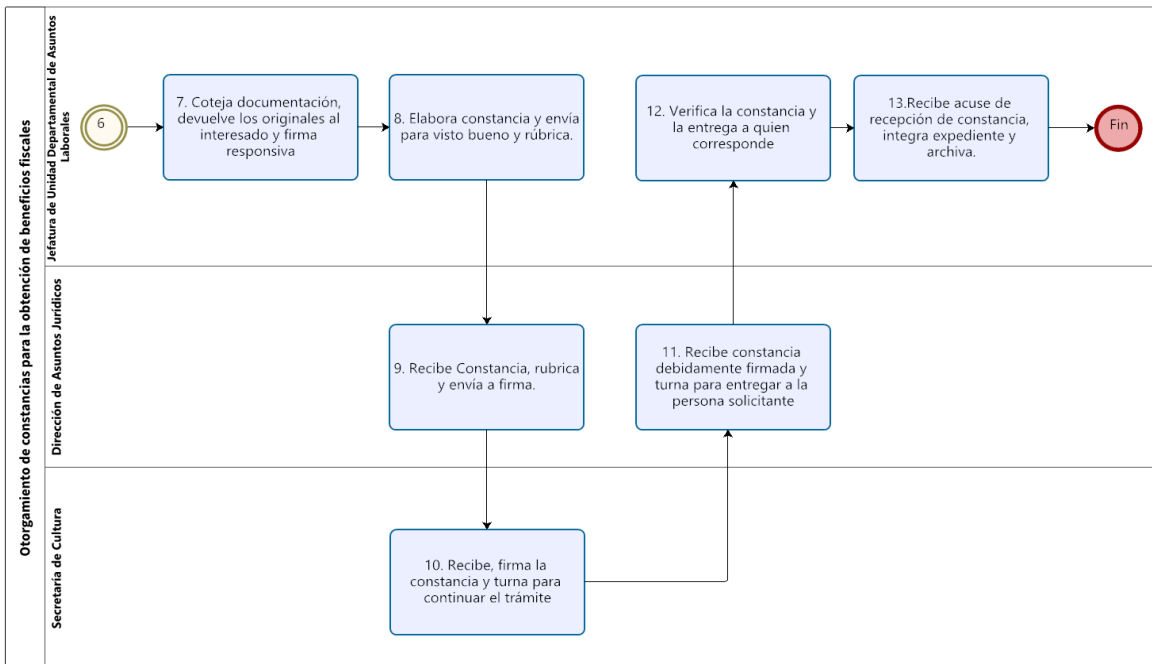 Otorgamiento de constancias para la obtención de beneficios fiscales
Jefatura de Unidad Departamental de Asuntos
Laborales
6
7. Coteja documentación,
devuelve los originales al
interesado y firma
responsiva
8. Elabora constancia y envía
para visto bueno y rúbrica.
12. Verifica la constancia y
la entrega a quien
corresponde
13.Recibe acuse de
recepción de constancia,
integra expediente y
archiva.
Fin
Dirección de Asuntos Jurídicos
9. Recibe Constancia, rubrica
y envía a firma.
11. Recibe constancia
debidamente firmada y
turna para entregar a la
persona solicitante
Secretaría de Cultura
10. Recibe, firma la
constancia y turna para
continuar el trámite